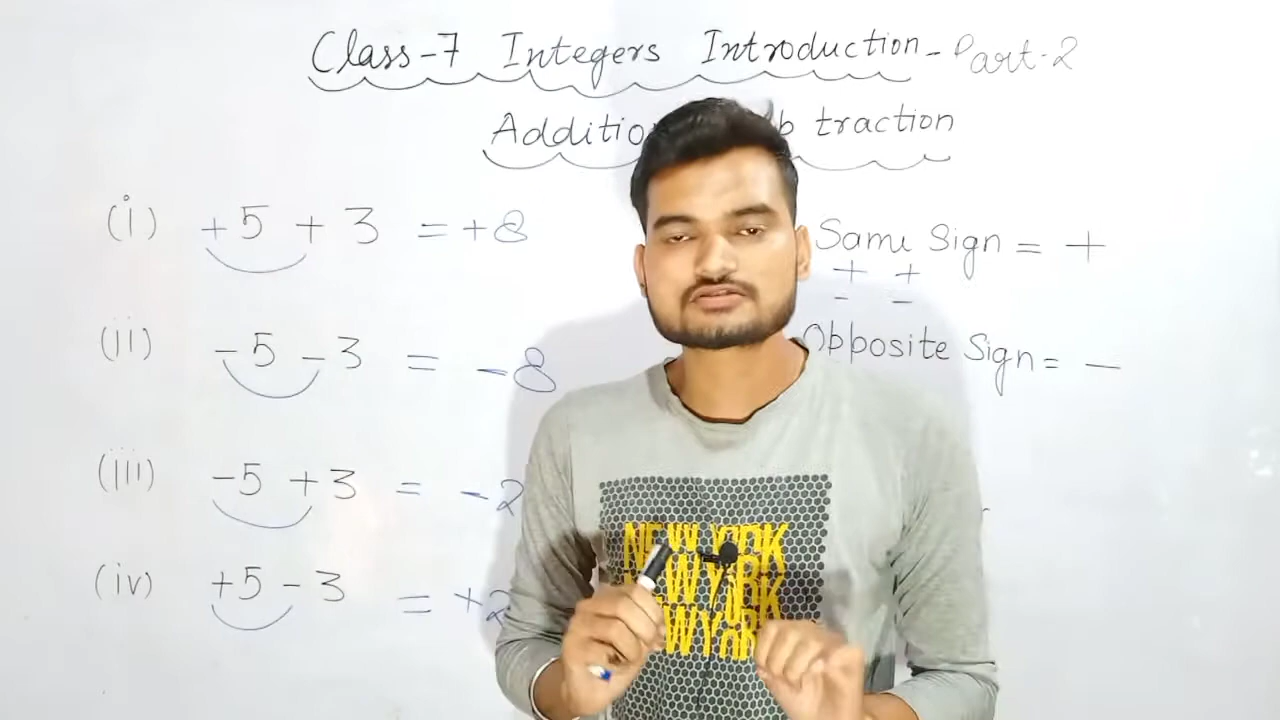 Class-7 Integers Introduction - Part-2
Additio b traction
(i) +5 + 3 = +8
(ii) -5 - 3 = -8
(iii) -5 + 3 = -2
(iv) +5 - 3 = +2
Same Sign = +
+ +
- -
Opposite Sign = -
NEW YORK
NEW YORK
NEW YORK